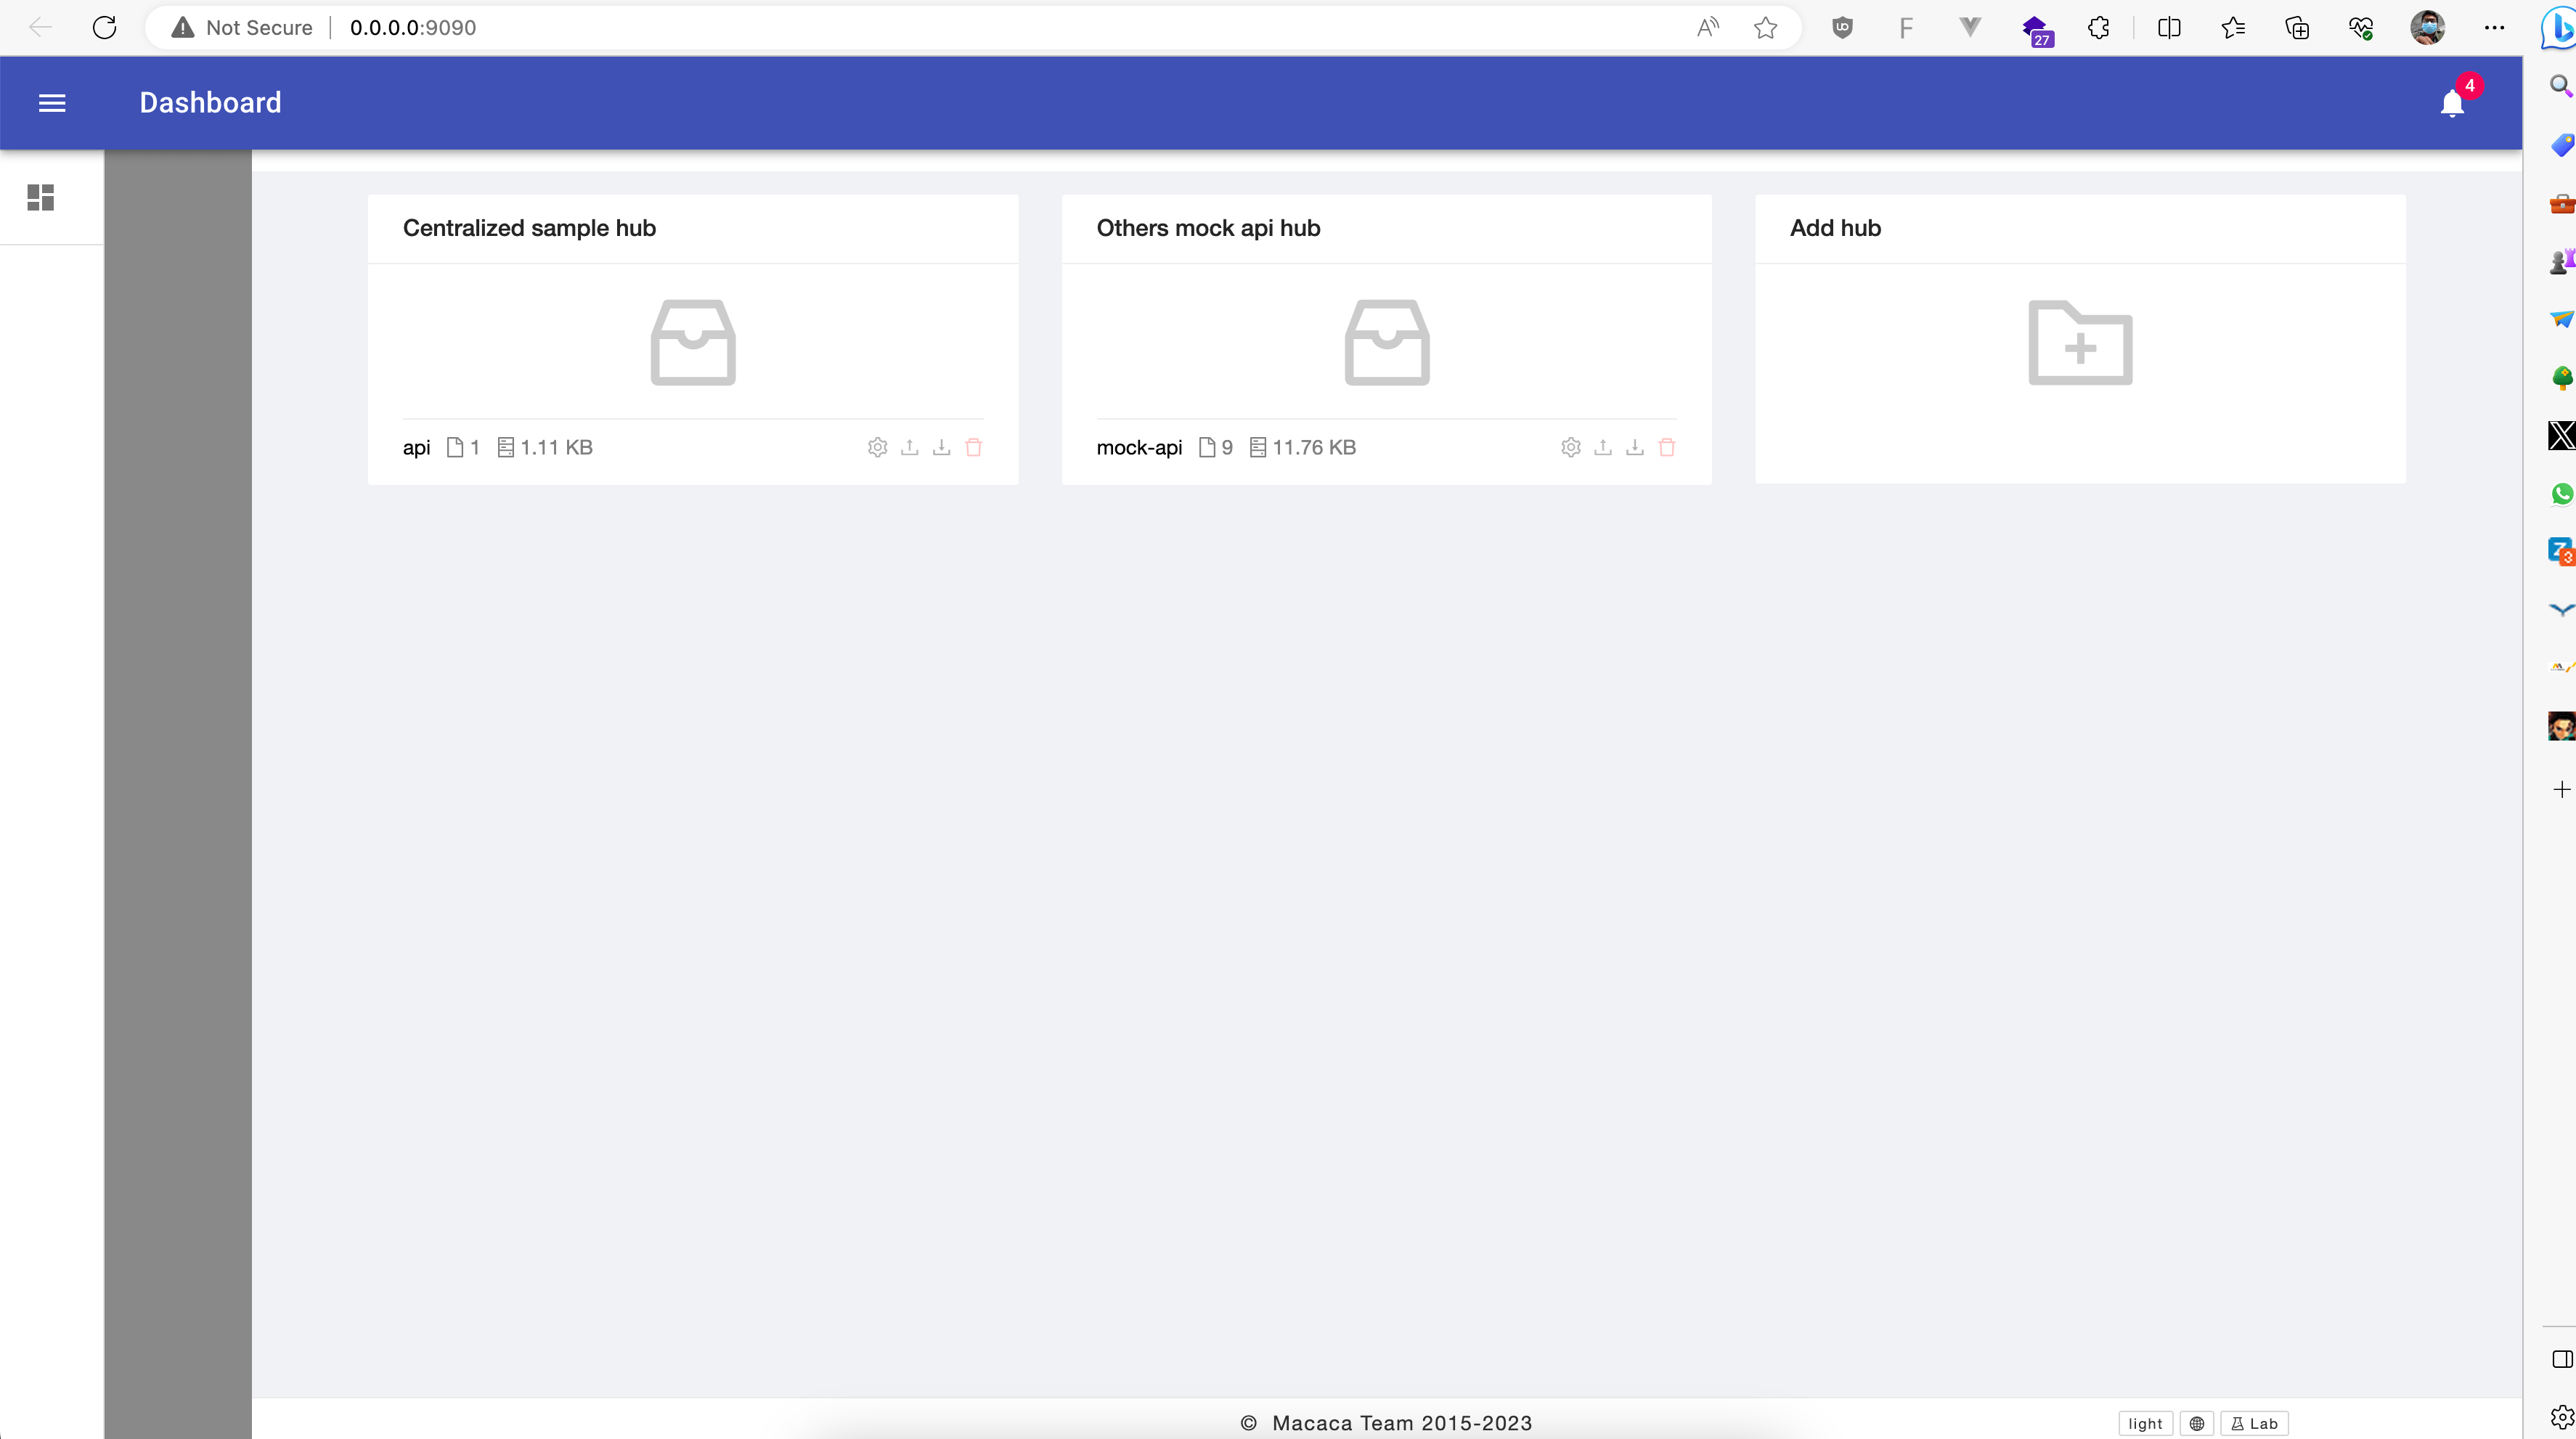 Not Secure 0.0.0.0:9090
27
Dashboard
4
Centralized sample hub
Others mock api hub
Add hub
api 1 1.11 KB
mock-api 9 11.76 KB
3
© Macaca Team 2015-2023
light
Lab